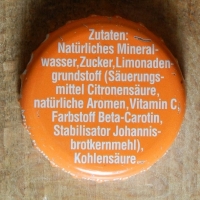 Zutaten:
Natürliches Mineral-
wasser,Zucker,Limonaden-
grundstoff (Säuerungs-
mittel Citronensäure,
natürliche Aromen, Vitamin C,
Farbstoff Beta-Carotin,
Stabilisator Johannis-
brotkernmehl),
Kohlensäure